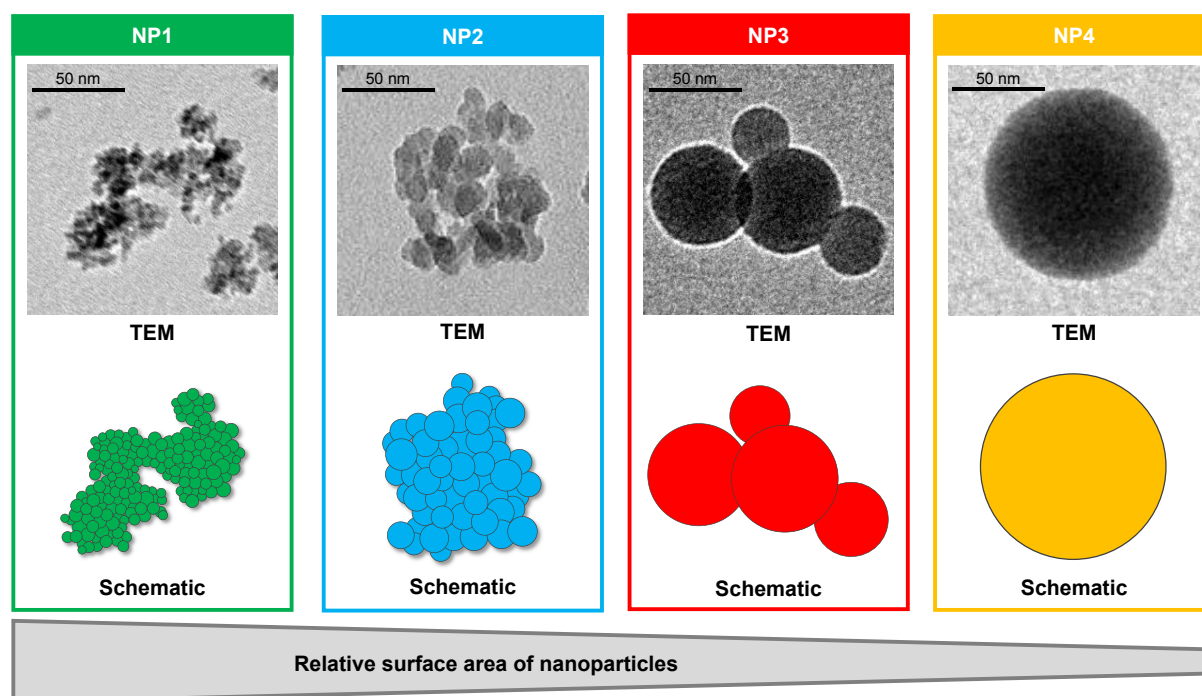 NP1
NP2
NP3
NP4
50 nm
50 nm
50 nm
50 nm
TEM
TEM
TEM
TEM
Schematic
Schematic
Schematic
Schematic
Relative surface area of nanoparticles